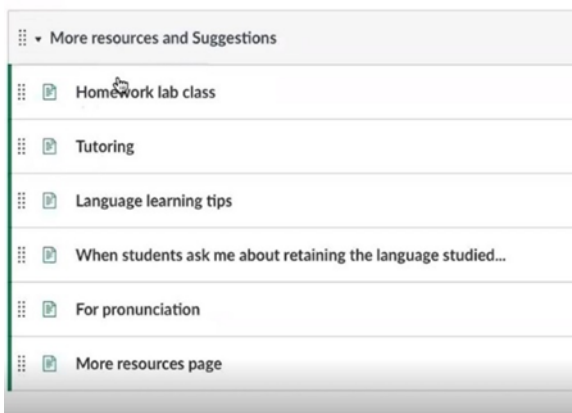 More resources and Suggestions
Homework lab class
Tutoring
Language learning tips
When students ask me about retaining the language studied...
For pronunciation
More resources page